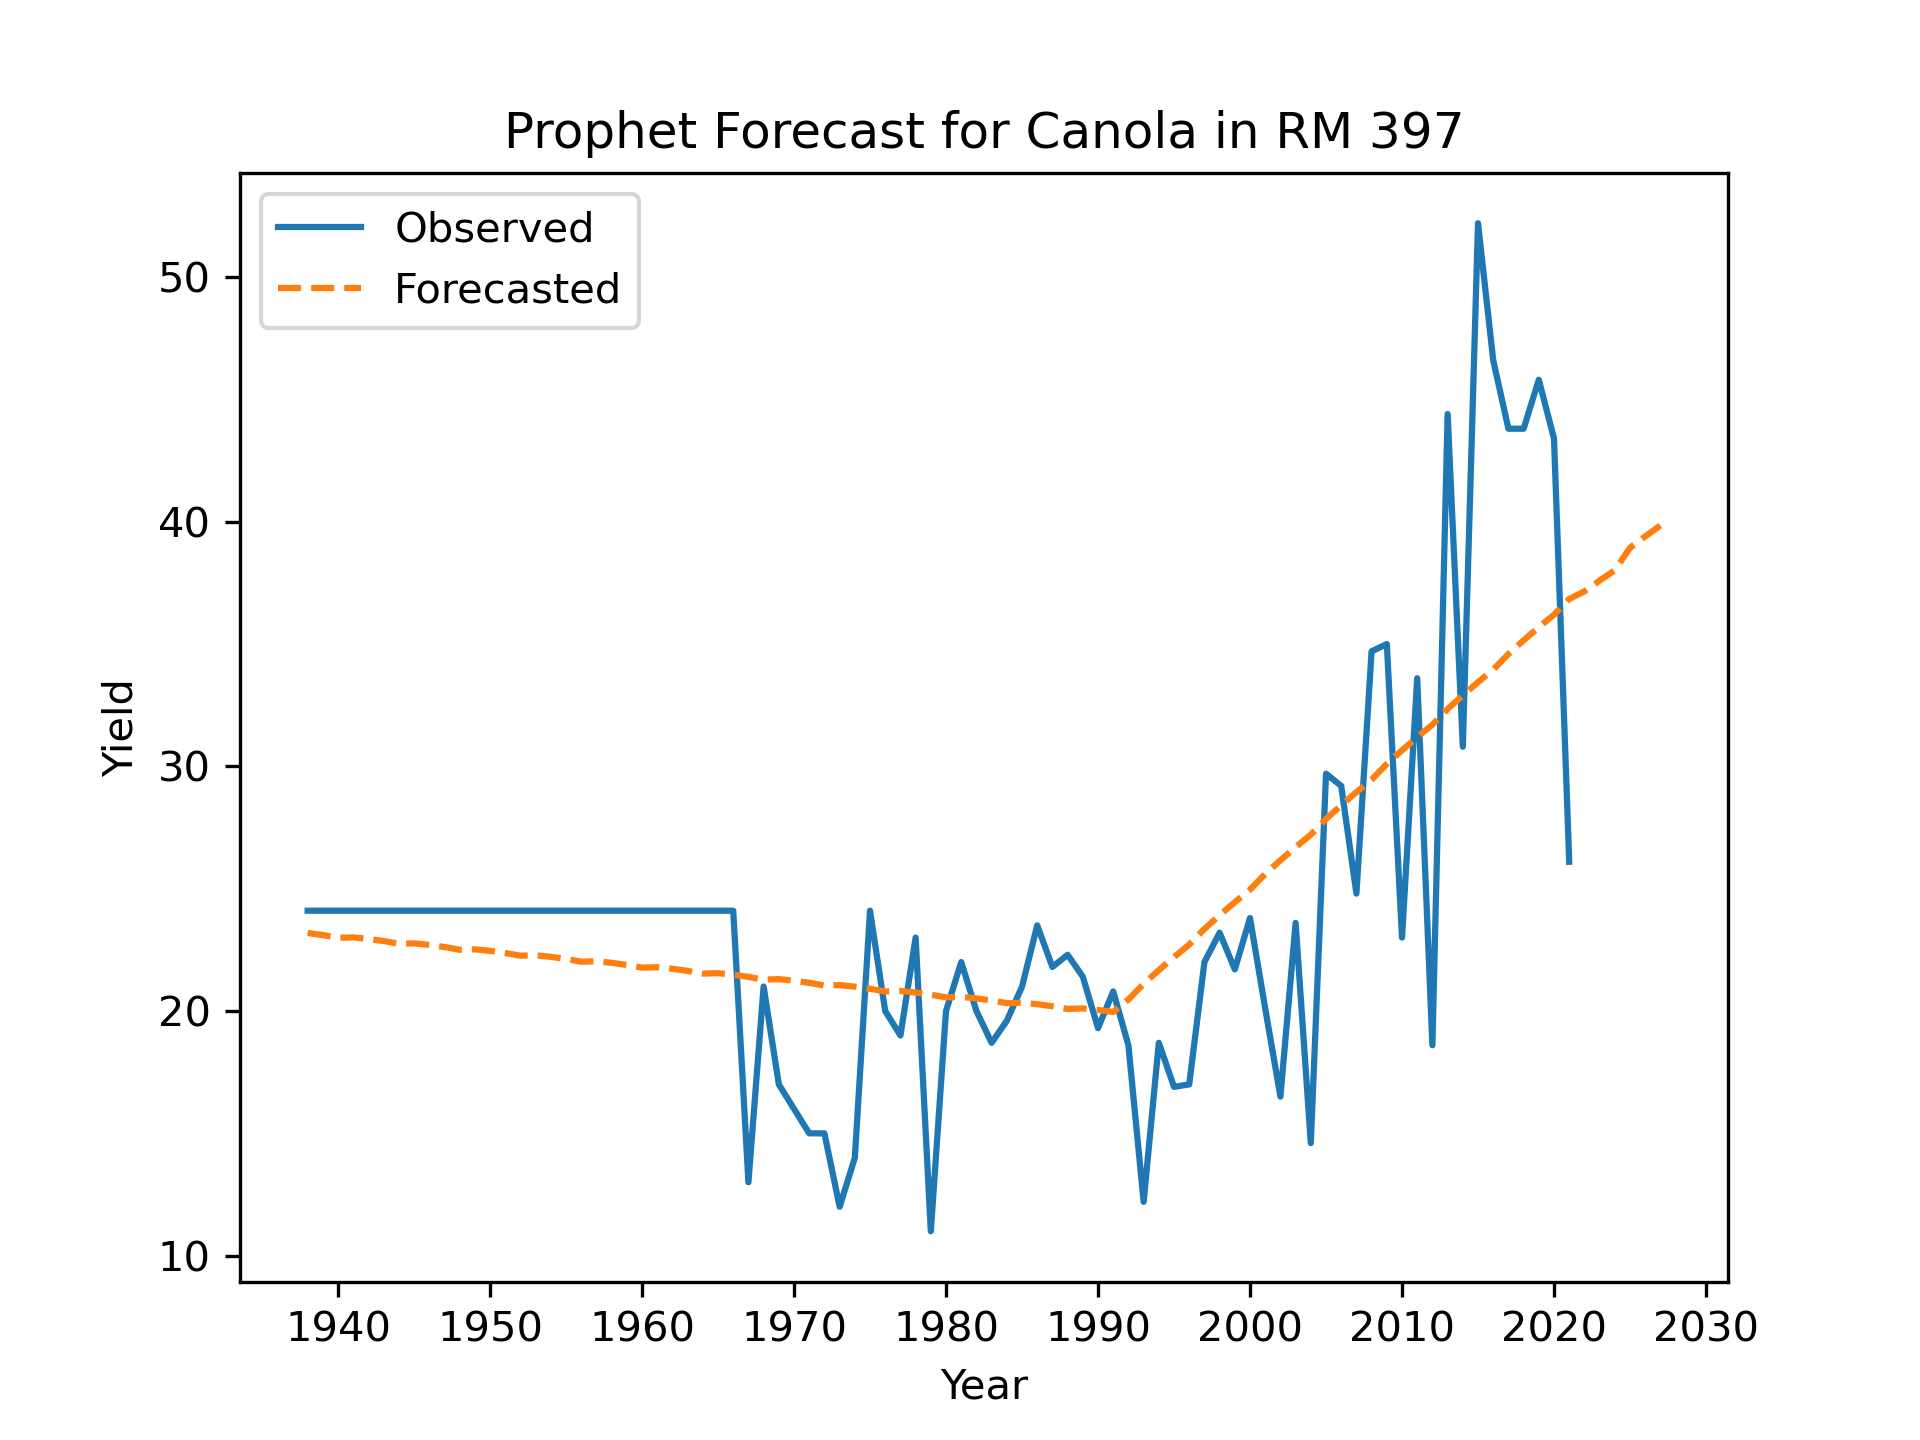 Prophet Forecast for Canola in RM 397
Observed
Forecasted
50
40
30
20
10
Yield
1940 1950 1960 1970 1980 1990 2000 2010 2020 2030
Year